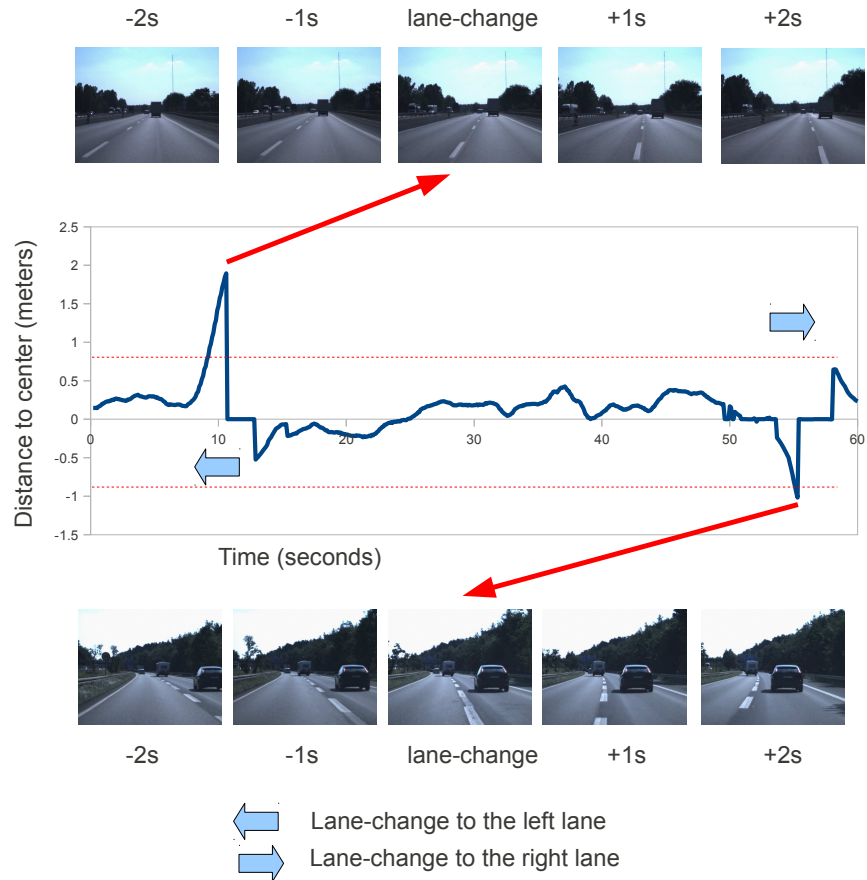 -2s -1s lane-change +1s +2s
Distance to center (meters)
2.5
2
1.5
1
0.5
0
-0.5
-1
-1.5
0 10 20 30 40 50 60
Time (seconds)
-2s -1s lane-change +1s +2s
Lane-change to the left lane
Lane-change to the right lane